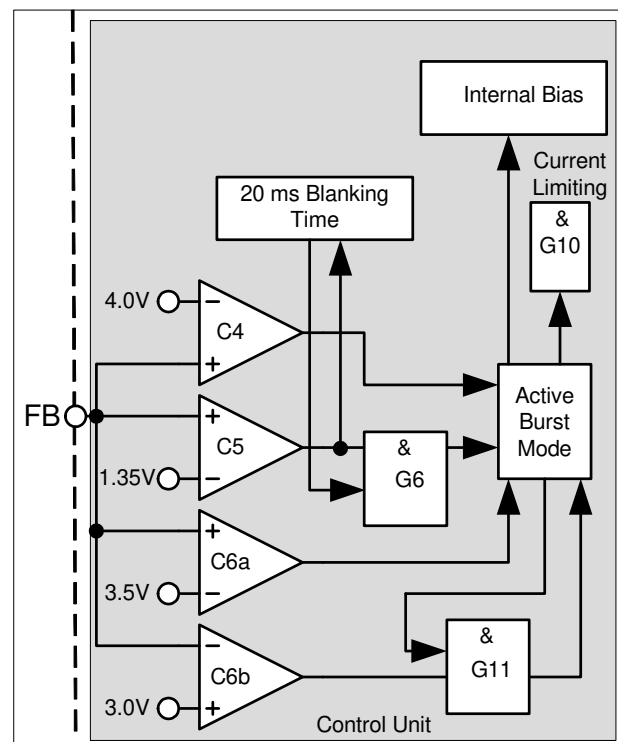 Internal Bias
Current
Limiting
20 ms Blanking
Time
&
G10
4.0V
−
C4
+
FB
+
C5
−
1.35V
&
G6
Active
Burst
Mode
+
C6a
−
3.5V
−
C6b
+
3.0V
&
G11
Control Unit